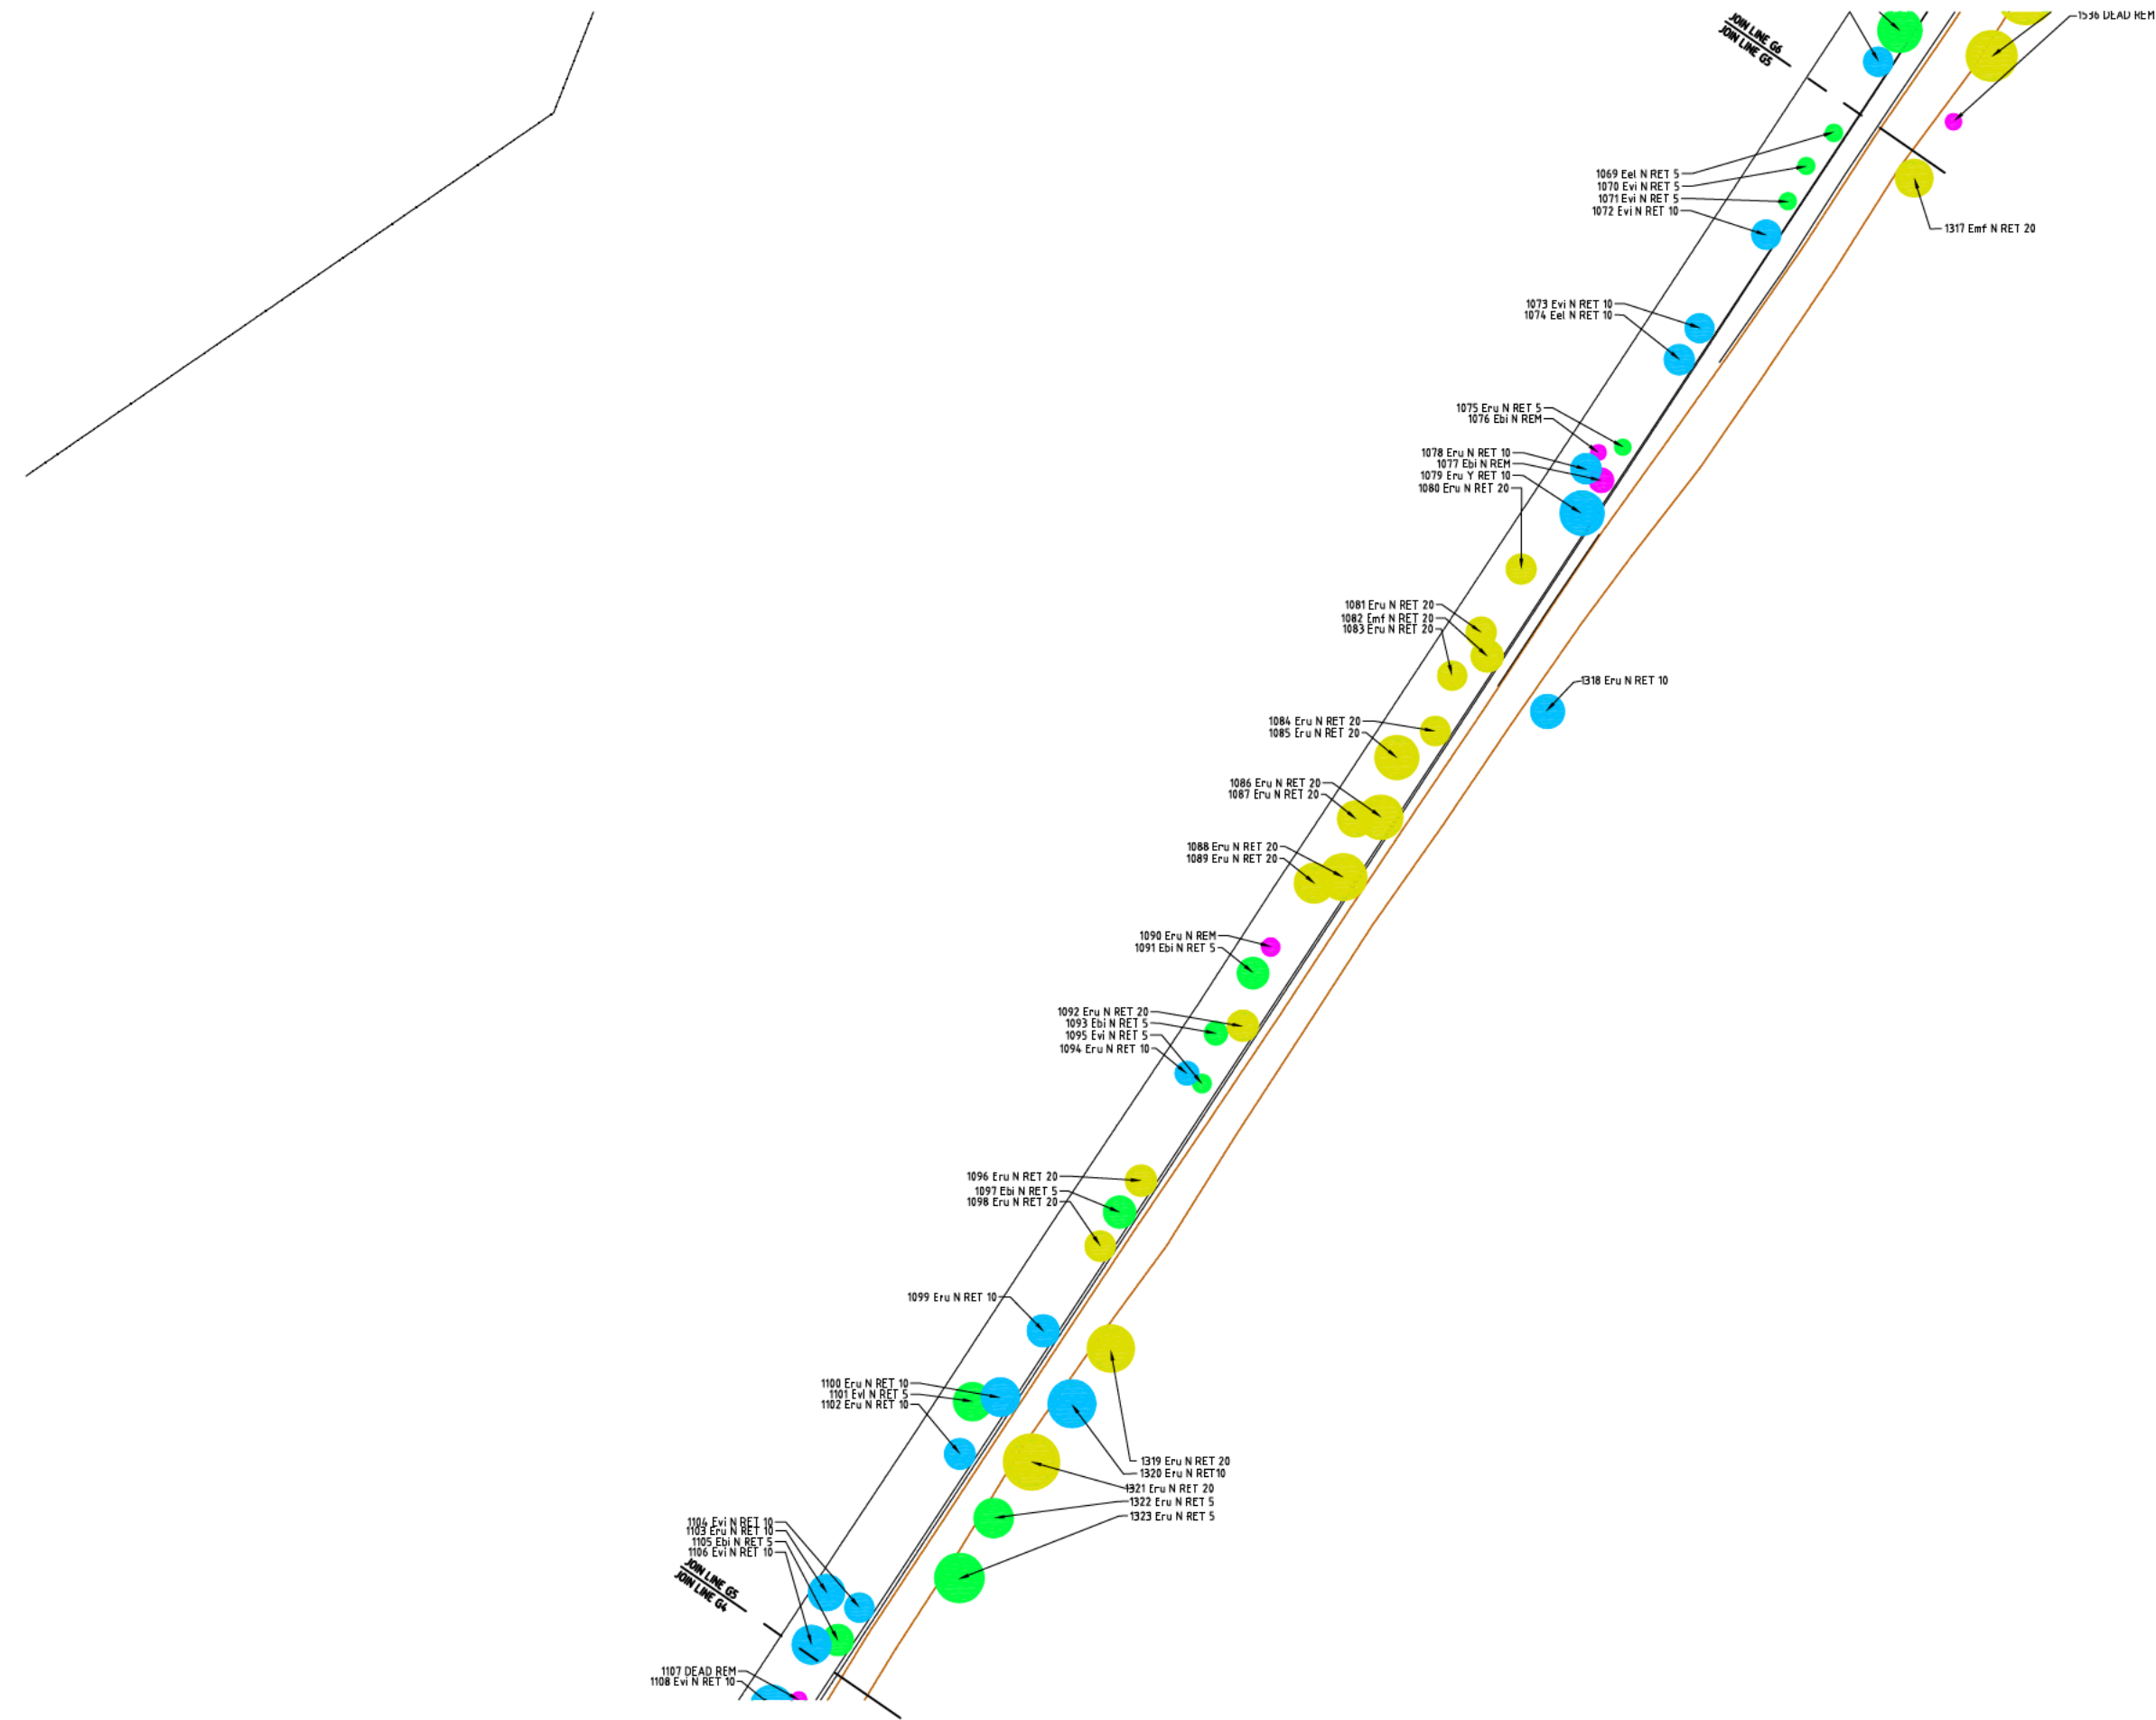 1536 DEAD REM
JOIN LINE G6
JOIN LINE G5
1069 Eel N RET 5
1070 Evi N RET 5
1071 Evi N RET 5
1072 Evi N RET 10
1317 Emf N RET 20
1073 Evi N RET 10
1074 Eel N RET 10
1075 Eru N RET 5
1076 Ebi N REM
1078 Eru N RET 10
1077 Ebi N REM
1079 Eru Y RET 10
1080 Eru N RET 20
1081 Eru N RET 20
1082 Emf N RET 20
1083 Eru N RET 20
1318 Eru N RET 10
1084 Eru N RET 20
1085 Eru N RET 20
1086 Eru N RET 20
1087 Eru N RET 20
1088 Eru N RET 20
1089 Eru N RET 20
1090 Eru N REM
1091 Ebi N RET 5
1092 Eru N RET 20
1093 Ebi N RET 5
1095 Evi N RET 5
1094 Eru N RET 10
1096 Eru N RET 20
1097 Ebi N RET 5
1098 Eru N RET 20
1099 Eru N RET 10
1100 Eru N RET 10
1101 Evl N RET 5
1102 Eru N RET 10
1319 Eru N RET 20
1320 Eru N RET10
1321 Eru N RET 20
1322 Eru N RET 5
1323 Eru N RET 5
1104 Evi N RET 10
1103 Eru N RET 10
1105 Ebi N RET 5
1106 Evi N RET 10
JOIN LINE G5
JOIN LINE G4
1107 DEAD REM
1108 Evi N RET 10